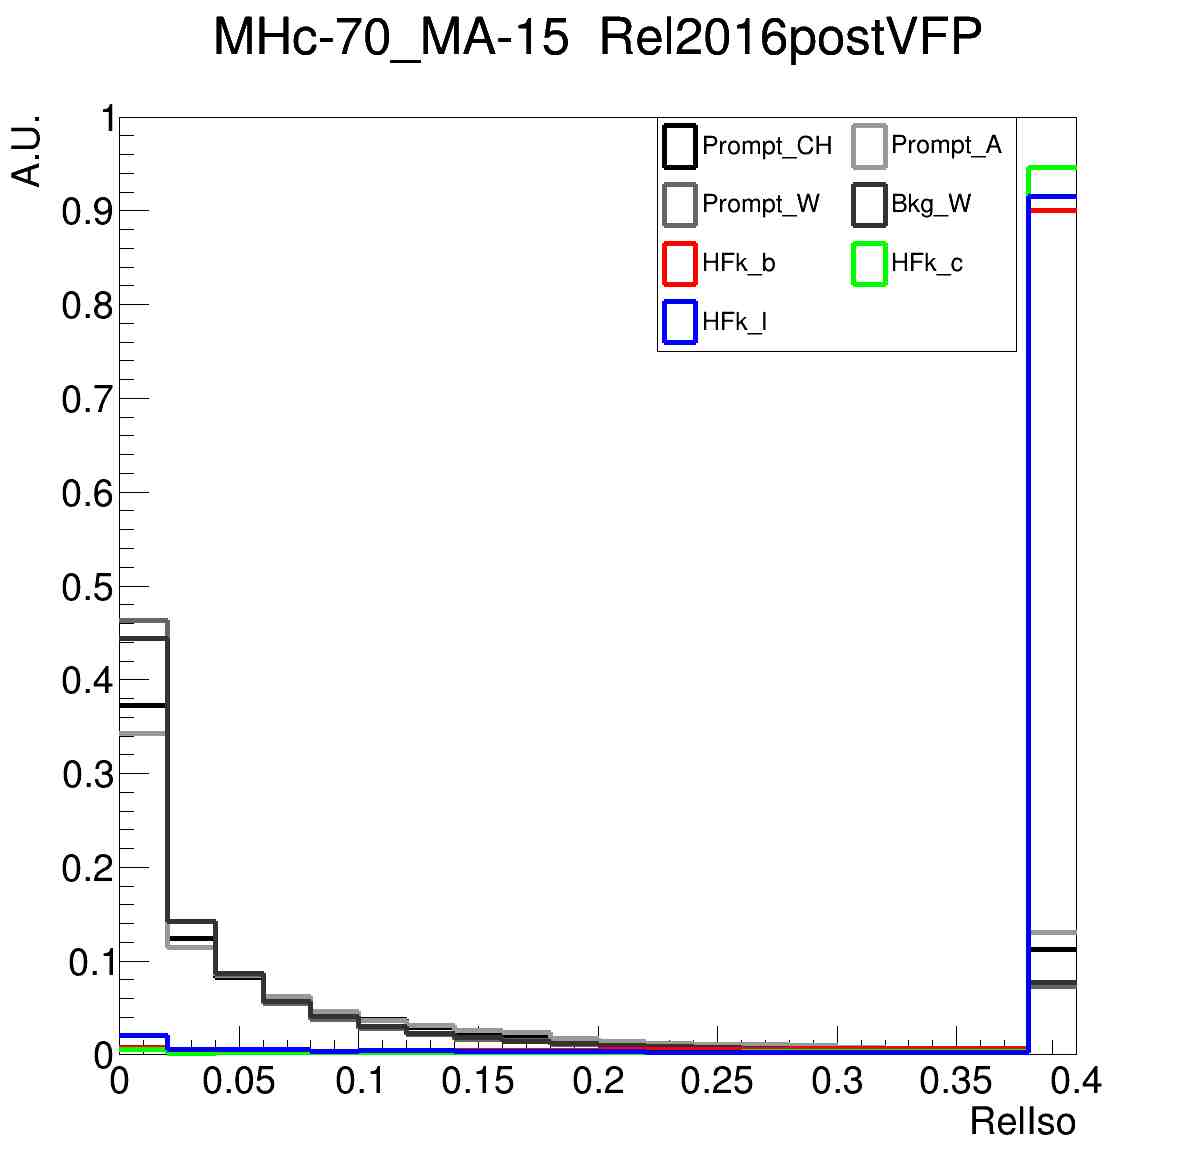 MHc-70_MA-15 Rel2016postVFP
A.U.
1
0.9
0.8
0.7
0.6
0.5
0.4
0.3
0.2
0.1
0
Prompt_CH Prompt_A
Prompt_W Bkg_W
HFk_b HFk_c
HFk_l
0 0.05 0.1 0.15 0.2 0.25 0.3 0.35 0.4
RelIso